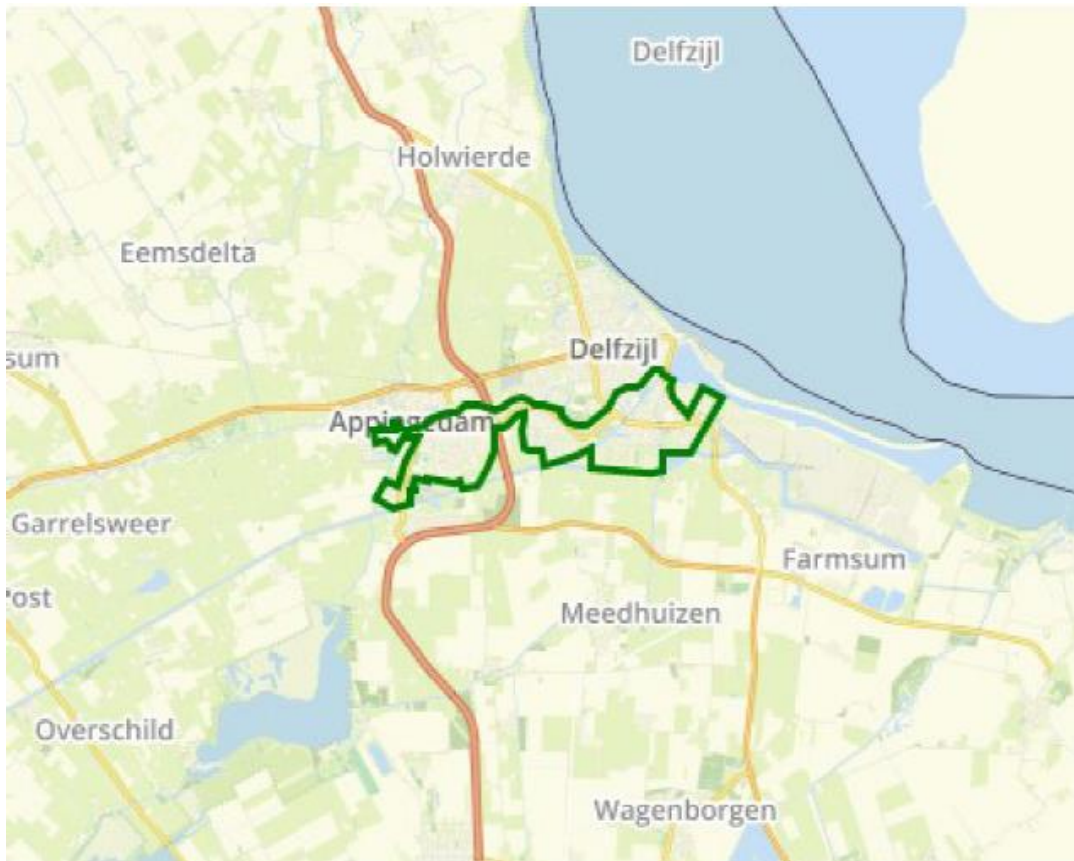 Delfzijl
Holwierde
Eemsdelta
sum
Delfzijl
Appingedam
Garrelsweer
Farmsum
Post
Meedhuizen
Overschild
Wagenborgen